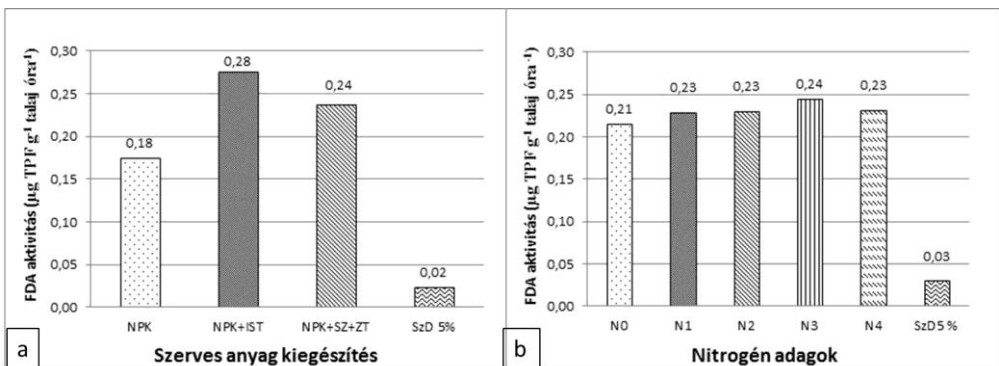 FDA aktivitás (µg TPF g⁻¹ talaj óra⁻¹)
0,30
0,25
0,20
0,15
0,10
0,05
0,00
0,18
0,28
0,24
0,02
NPK
NPK+IST
NPK+SZ+ZT
SzD 5%
a
Szerves anyag kiegészítés
FDA aktivitás (µg TPF g⁻¹ talaj óra⁻¹)
0,30
0,25
0,20
0,15
0,10
0,05
0,00
0,21
0,23
0,23
0,24
0,23
0,03
N0
N1
N2
N3
N4
SzD5 %
b
Nitrogén adagok